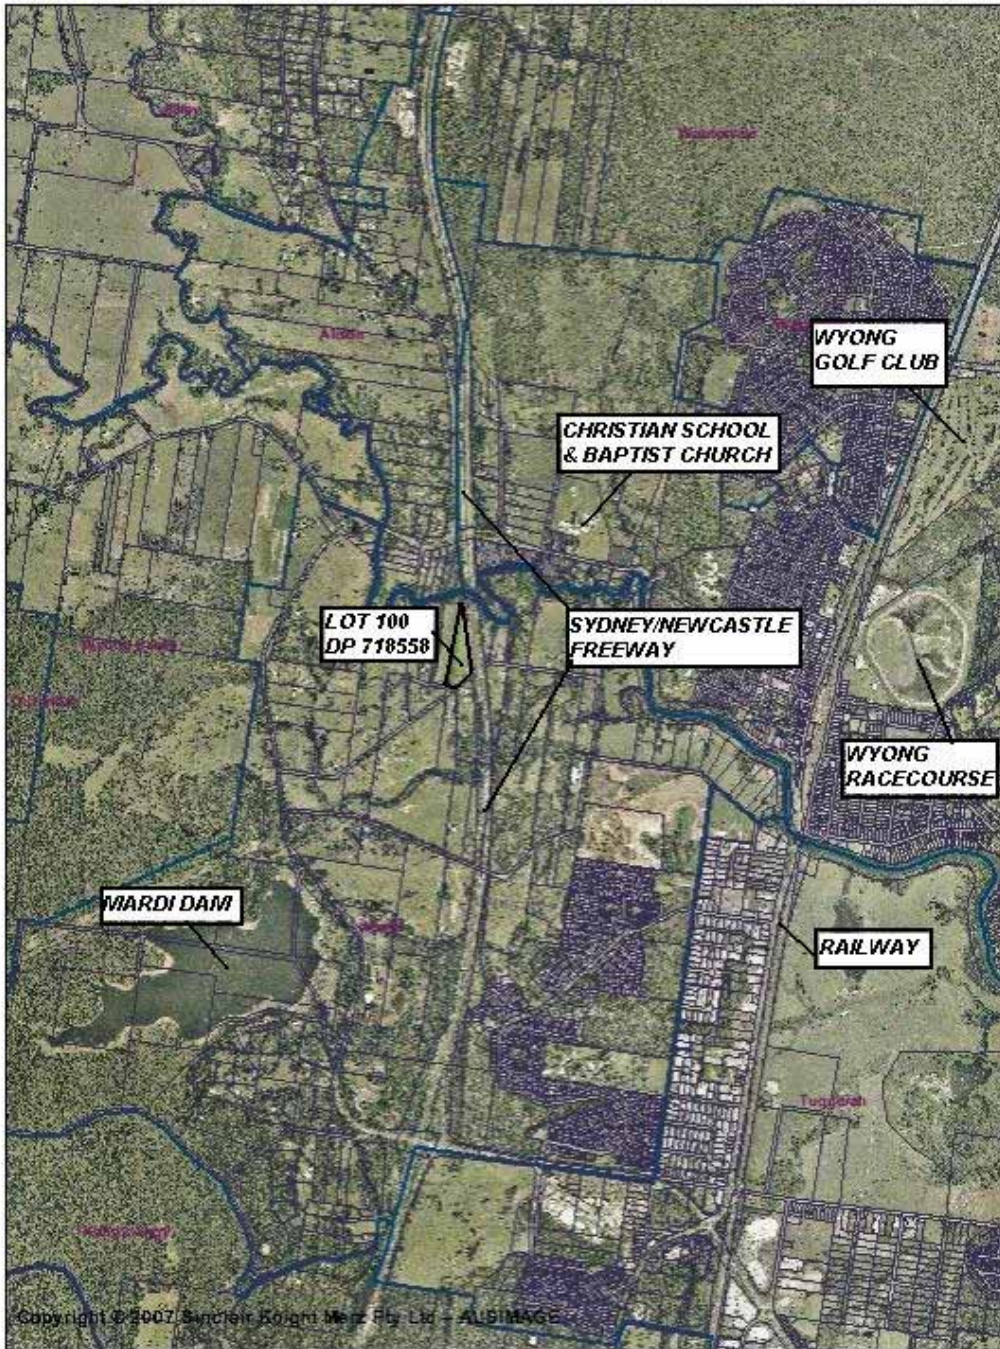 Alison
WYONG
GOLF CLUB
CHRISTIAN SCHOOL
& BAPTIST CHURCH
LOT 100
DP 718558
SYDNEY/NEWCASTLE
FREEWAY
WYONG
RACECOURSE
MARDI DAM
RAILWAY
Tuggerah
Copyright © 2007 Sinclair Knight Merz Pty Ltd - AUSIMAGE